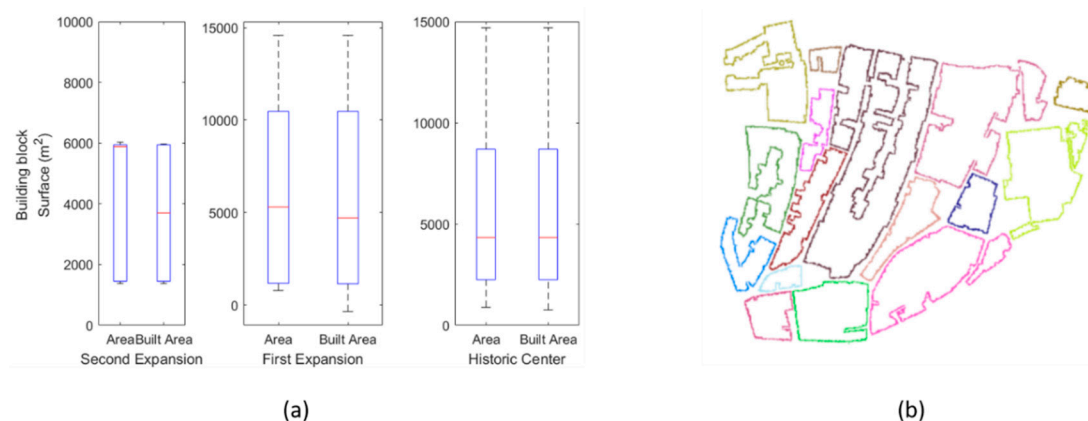 Building block
Surface (m²)
10000
8000
6000
4000
2000
0
Area Built Area
Second Expansion
15000
10000
5000
0
Area Built Area
First Expansion
15000
10000
5000
0
Area Built Area
Historic Center
(a)
(b)